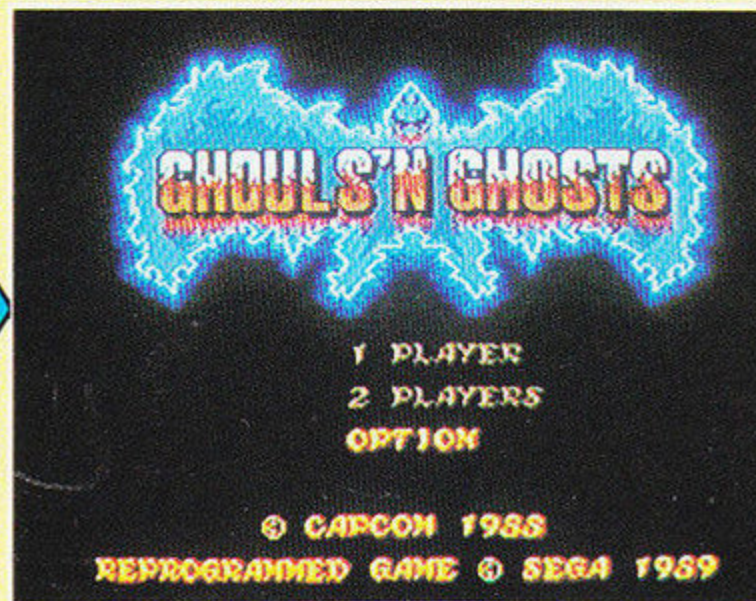 GHOULS'N GHOSTS
1 PLAYER
2 PLAYERS
OPTION
© CAPCOM 1988
REPROGRAMMED GAME © SEGA 1989